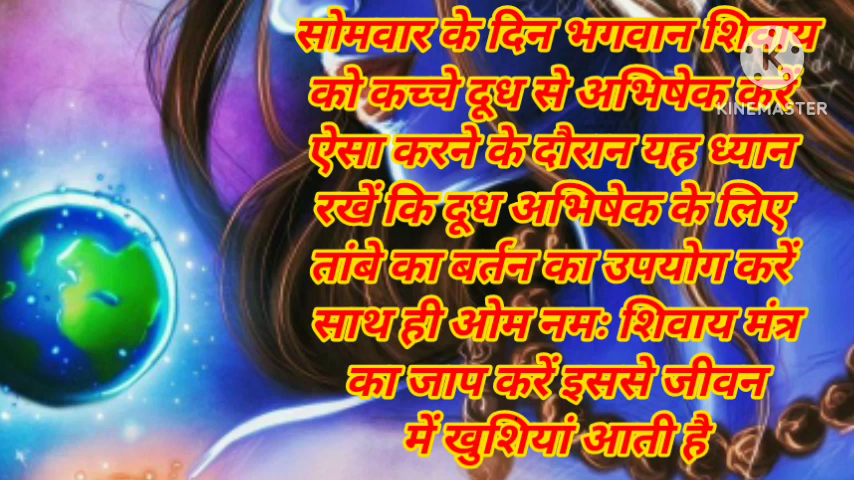 सोमवार के दिन भगवान शिवाय
को कच्चे दूध से अभिषेक करें
ऐसा करने के दौरान यह ध्यान
रखें कि दूध अभिषेक के लिए
तांबे का बर्तन का उपयोग करें
साथ ही ओम नमः शिवाय मंत्र
का जाप करें इससे जीवन
में खुशियां आती है
K
KINEMASTER